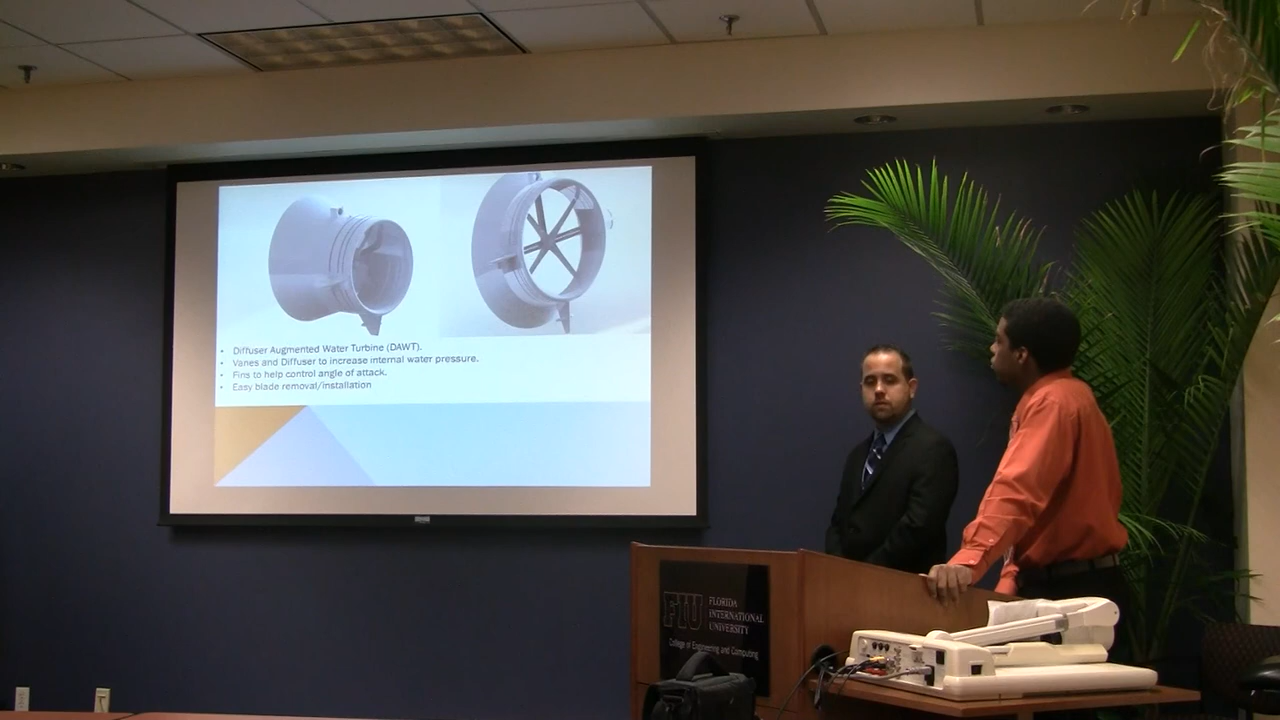 • Diffuser Augmented Water Turbine (DAWT).
• Vanes and Diffuser to increase internal water pressure.
• Fins to help control angle of attack.
• Easy blade removal/installation
FIU
FLORIDA
INTERNATIONAL
UNIVERSITY
College of Engineering and Computing